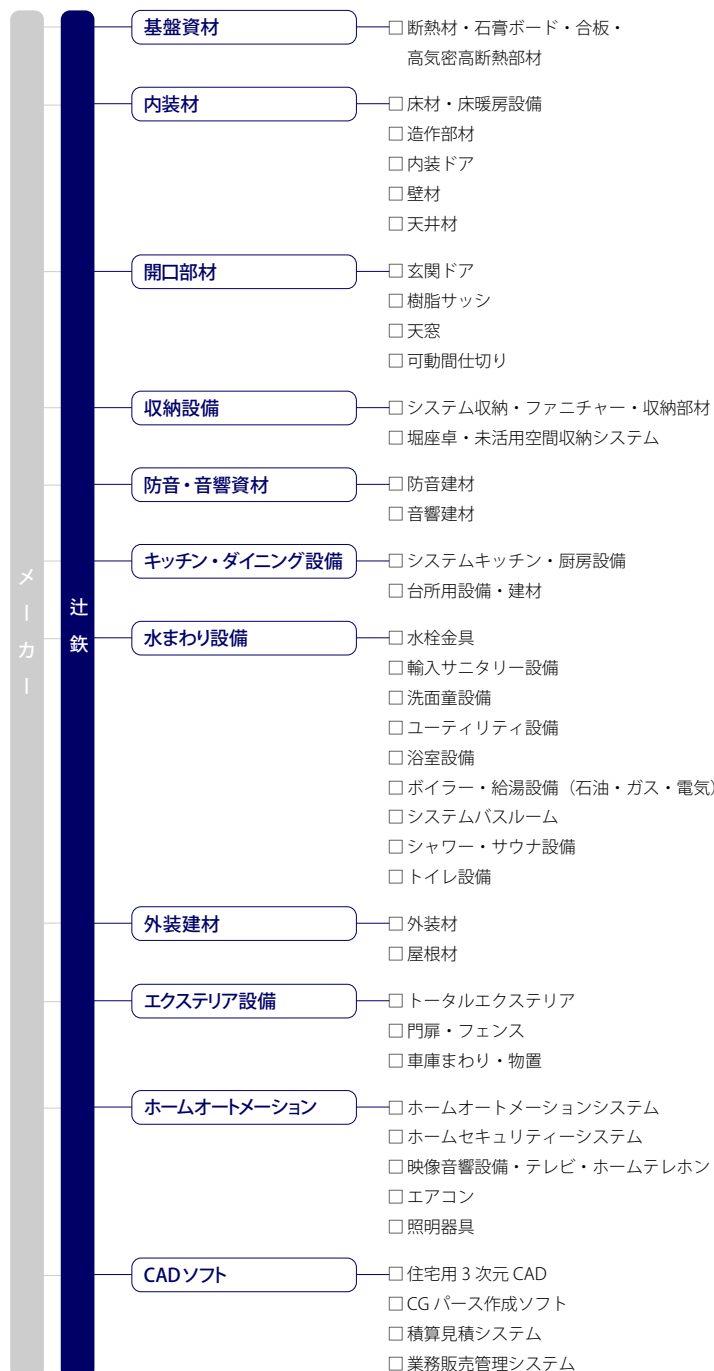 メーカー
辻鉄
基盤資材
□断熱材・石膏ボード・合板・
高気密高断熱部材
内装材
□床材・床暖房設備
□造作部材
□内装ドア
□壁材
□天井材
開口部材
□玄関ドア
□樹脂サッシ
□天窓
□可動間仕切り
収納設備
□システム収納・ファニチャー・収納部材
□堀座卓・未活用空間収納システム
防音・音響資材
□防音建材
□音響建材
キッチン・ダイニング設備
□システムキッチン・厨房設備
□台所用設備・建材
水まわり設備
□水栓金具
□輸入サニタリー設備
□洗面童設備
□ユーティリティ設備
□浴室設備
□ボイラー・給湯設備（石油・ガス・電気）
□システムバスルーム
□シャワー・サウナ設備
□トイレ設備
外装建材
□外装材
□屋根材
エクステリア設備
□トータルエクステリア
□門扉・フェンス
□車庫まわり・物置
ホームオートメーション
□ホームオートメーションシステム
□ホームセキュリティーシステム
□映像音響設備・テレビ・ホームテレホン
□エアコン
□照明器具
CADソフト
□住宅用 3 次元 CAD
□CG パース作成ソフト
□積算見積システム
□業務販売管理システム